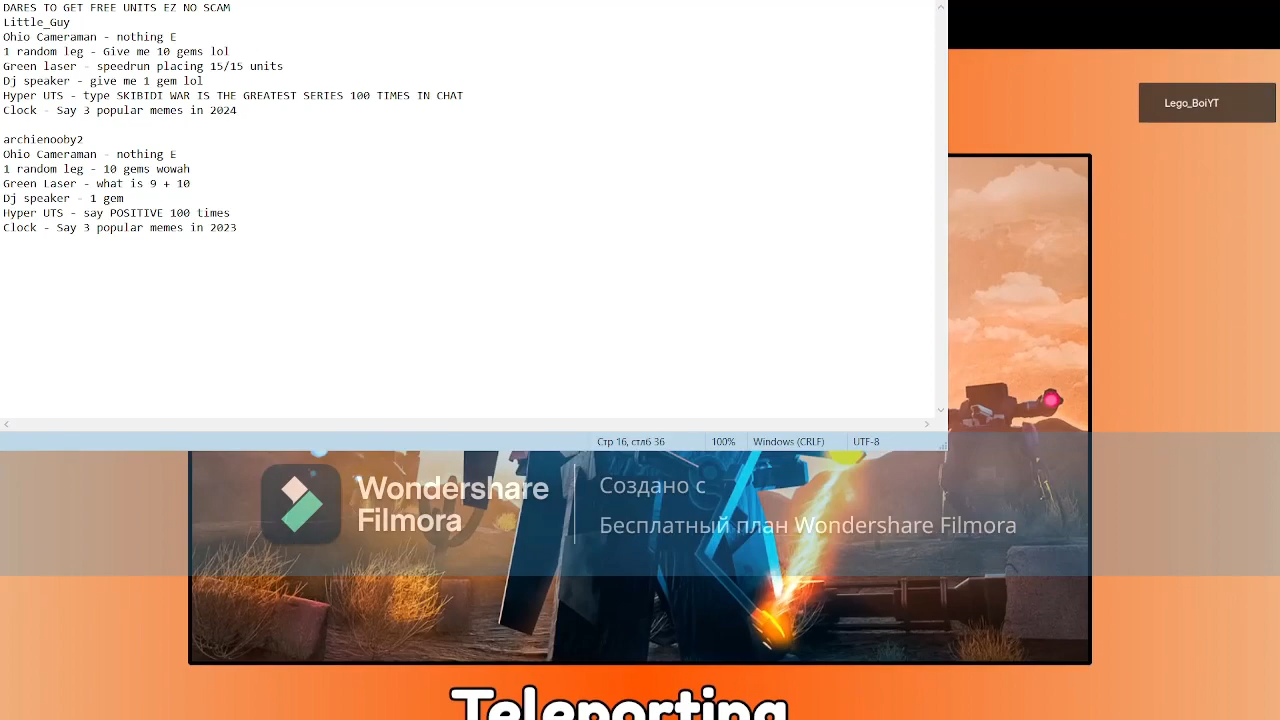 DARES TO GET FREE UNITS EZ NO SCAM
Little_Guy
Ohio Cameraman - nothing E
1 random leg - Give me 10 gems lol
Green laser - speedrun placing 15/15 units
Dj speaker - give me 1 gem lol
Hyper UTS - type SKIBIDI WAR IS THE GREATEST SERIES 100 TIMES IN CHAT
Clock - Say 3 popular memes in 2024

archienooby2
Ohio Cameraman - nothing E
1 random leg - 10 gems wowah
Green Laser - what is 9 + 10
Dj speaker - 1 gem
Hyper UTS - say POSITIVE 100 times
Clock - Say 3 popular memes in 2023
Lego_BoiYT
Стр 16, стлб 36
100%
Windows (CRLF)
UTF-8
Wondershare
Filmora
Создано с
Бесплатный план Wondershare Filmora
Teleporting